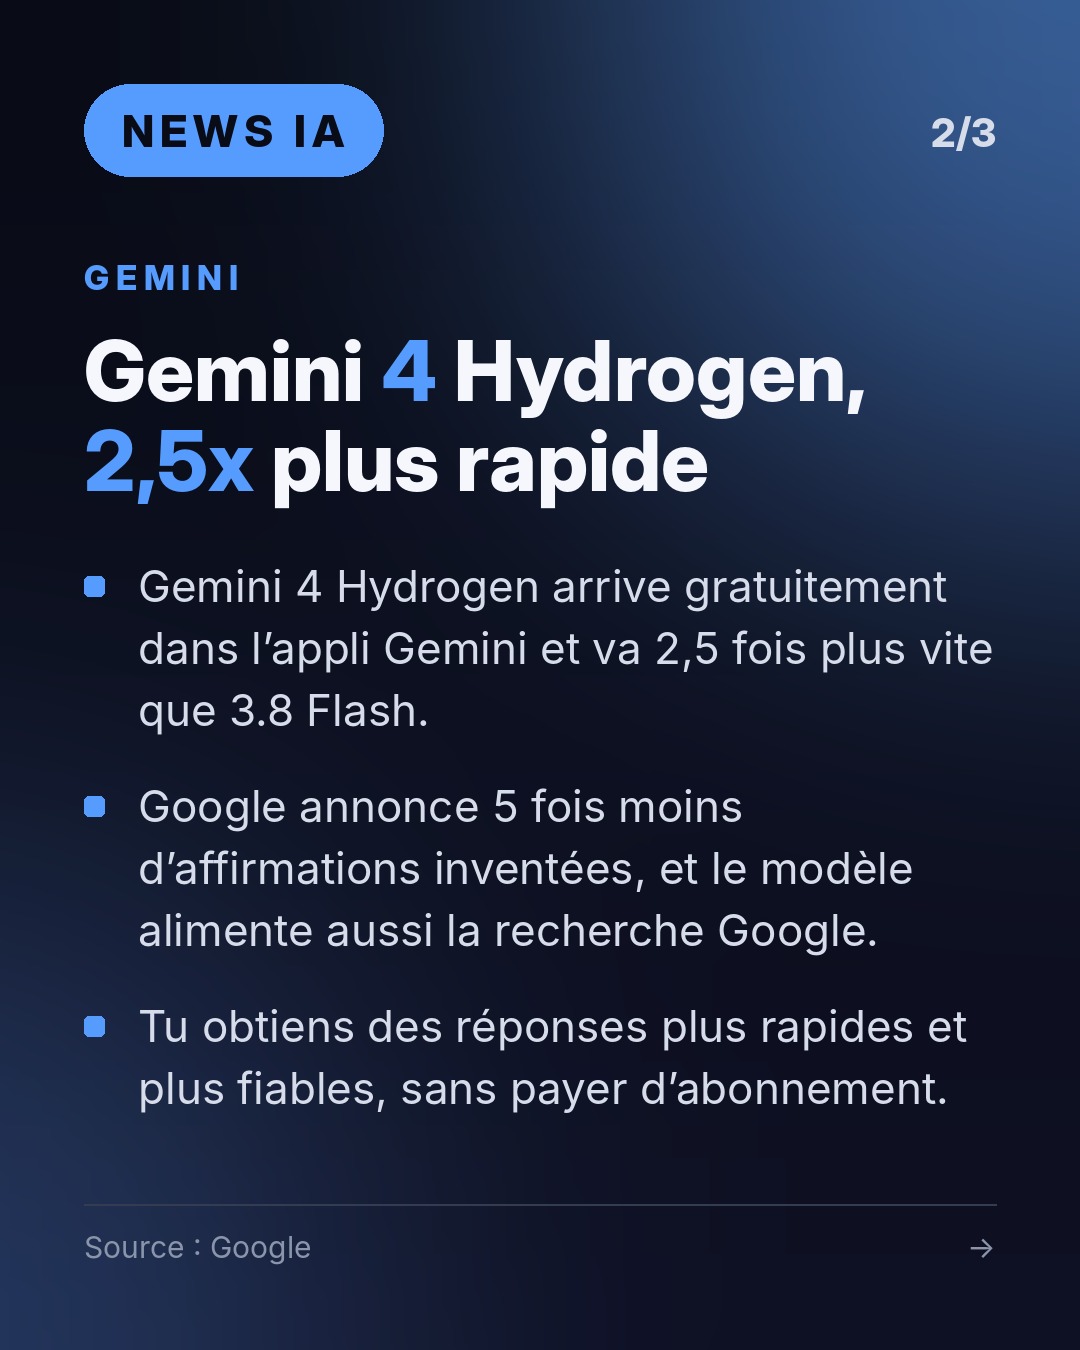 NEWS IA
2/3
GEMINI
Gemini 4 Hydrogen,
2,5x plus rapide
Gemini 4 Hydrogen arrive gratuitement
dans l’appli Gemini et va 2,5 fois plus vite
que 3.8 Flash.
Google annonce 5 fois moins
d’affirmations inventées, et le modèle
alimente aussi la recherche Google.
Tu obtiens des réponses plus rapides et
plus fiables, sans payer d’abonnement.
Source : Google
→